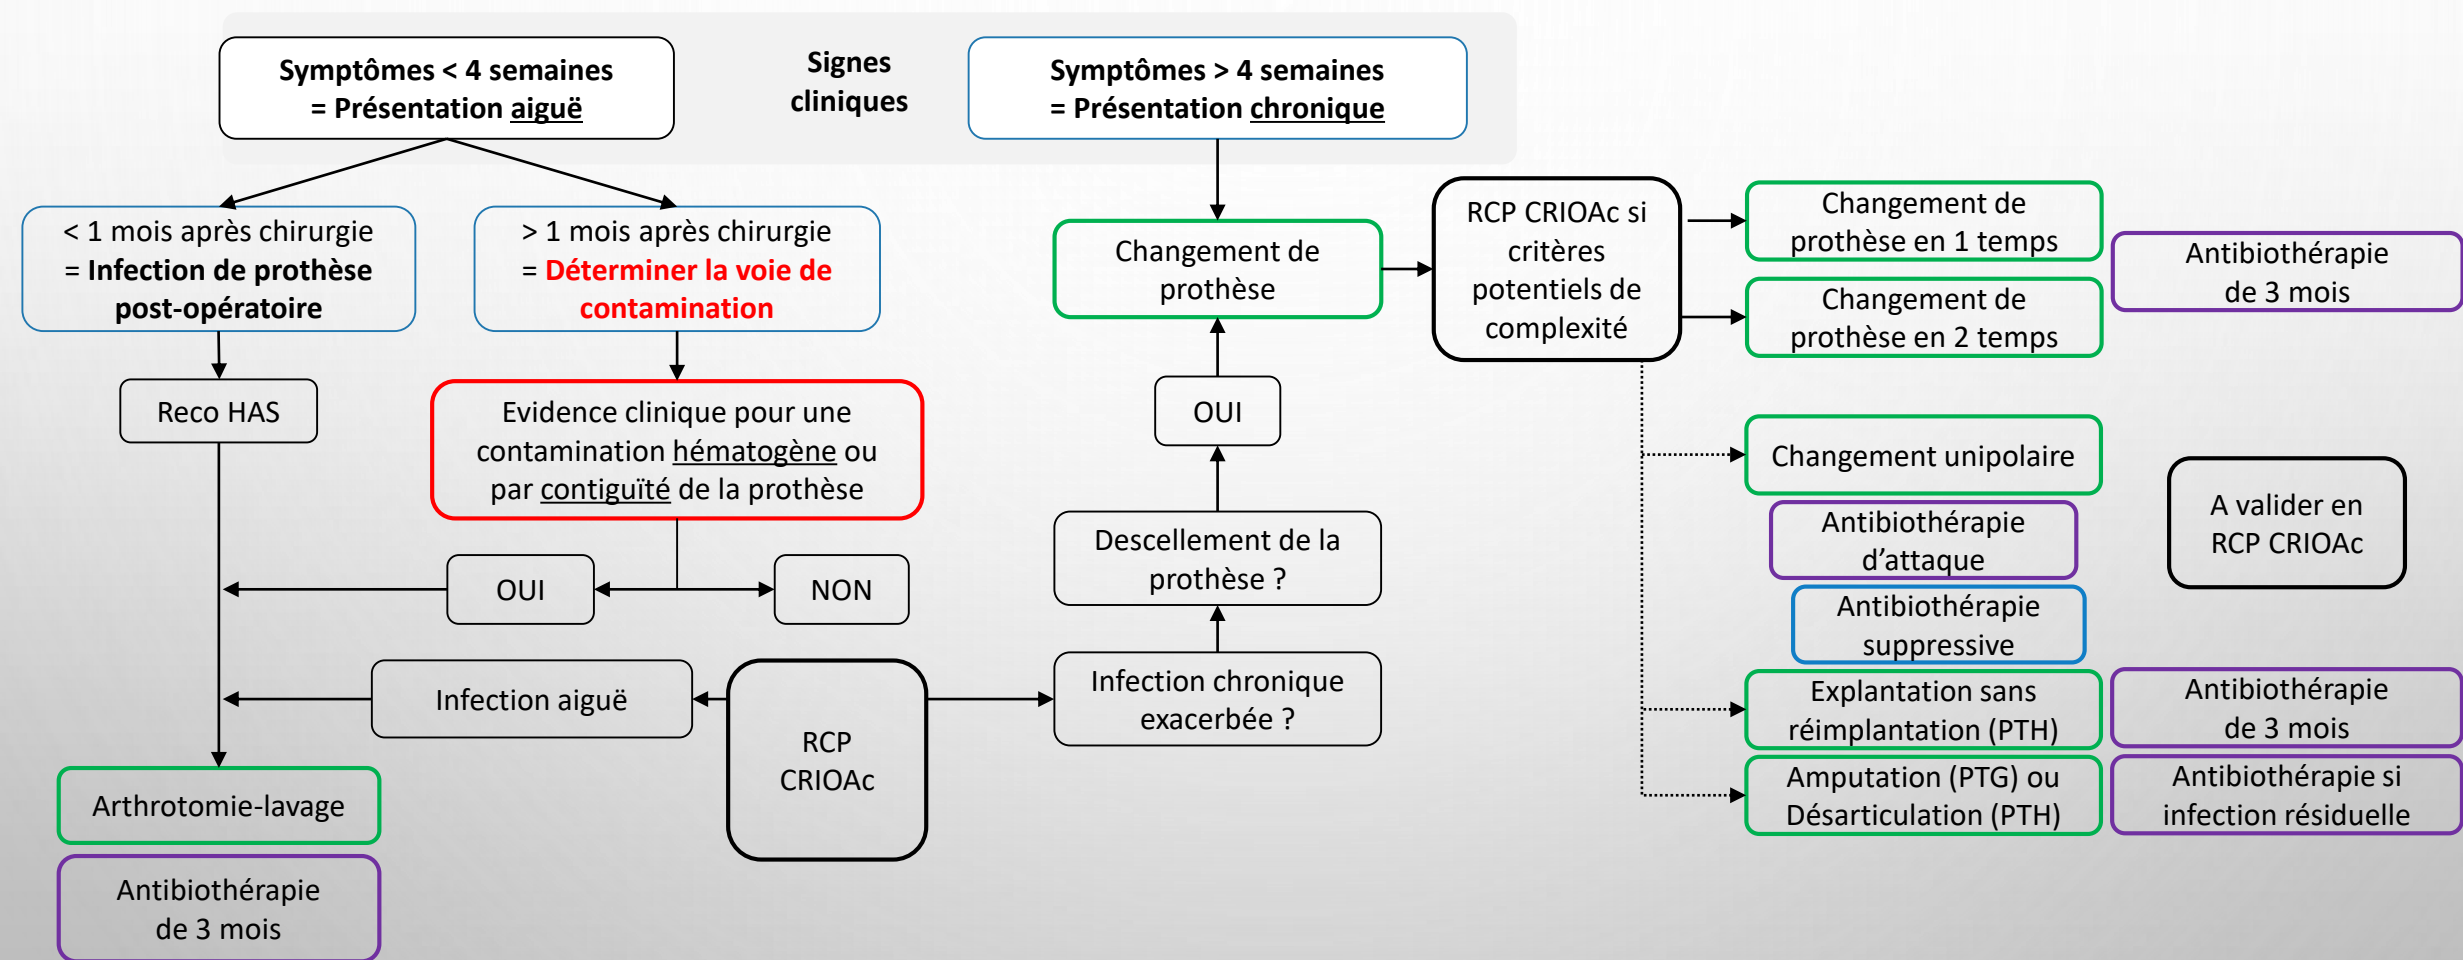 Symptômes < 4 semaines
= Présentation aiguë
Signes
cliniques
Symptômes > 4 semaines
= Présentation chronique
< 1 mois après chirurgie
= Infection de prothèse
post-opératoire
> 1 mois après chirurgie
= Déterminer la voie de
contamination
Reco HAS
Evidence clinique pour une
contamination hématogène ou
par contiguïté de la prothèse
OUI
NON
Infection aiguë
RCP
CRIOAc
Arthrotomie-lavage
Antibiothérapie
de 3 mois
Changement de
prothèse
OUI
Descellement de la
prothèse ?
Infection chronique
exacerbée ?
RCP CRIOAc si
critères
potentiels de
complexité
Changement de
prothèse en 1 temps
Changement de
prothèse en 2 temps
Antibiothérapie
de 3 mois
Changement unipolaire
Antibiothérapie
d’attaque
Antibiothérapie
suppressive
A valider en
RCP CRIOAc
Explantation sans
réimplantation (PTH)
Antibiothérapie
de 3 mois
Amputation (PTG) ou
Désarticulation (PTH)
Antibiothérapie si
infection résiduelle